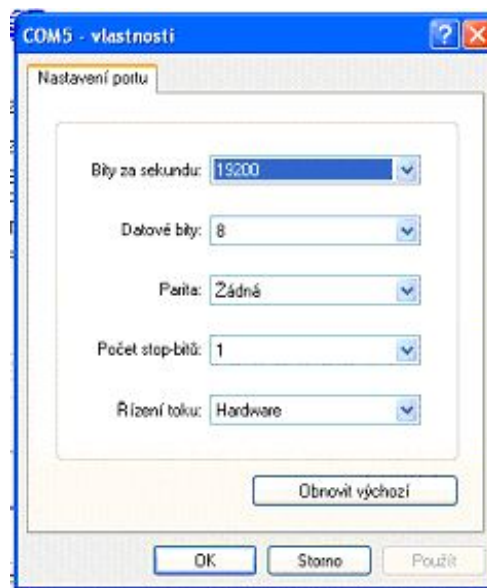 COM5 - vlastnosti
Nastavení portu
Bity za sekundu: 19200
Datové bity: 8
Parita: Žádná
Počet stop-bitů: 1
Řízení toku: Hardware
Obnovit výchozí
OK Storno Použít